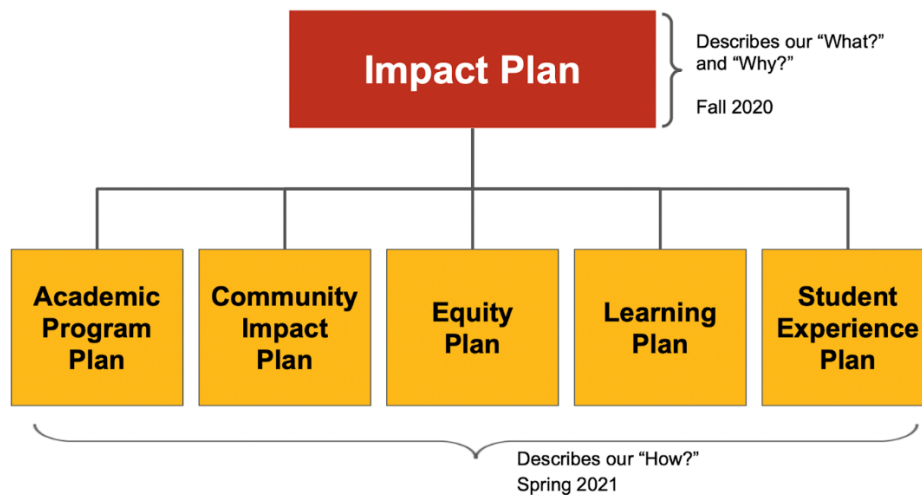 Impact Plan
Describes our “What?”
and “Why?”
Fall 2020
Academic
Program
Plan
Community
Impact
Plan
Equity
Plan
Learning
Plan
Student
Experience
Plan
Describes our “How?”
Spring 2021